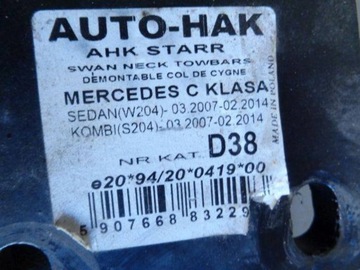 AUTO-HAK
AHK STARR
SWAN NECK TOWBARS
DEMONTABLE COL DE CYGNE
MERCEDES C KLASA
SEDAN(W204)- 03.2007-02.2014
KOMBI(S204)- 03.2007-02.2014
NR KAT. D38
MADE IN POLAND
e20*94/20*0419*00
5 907668 83229